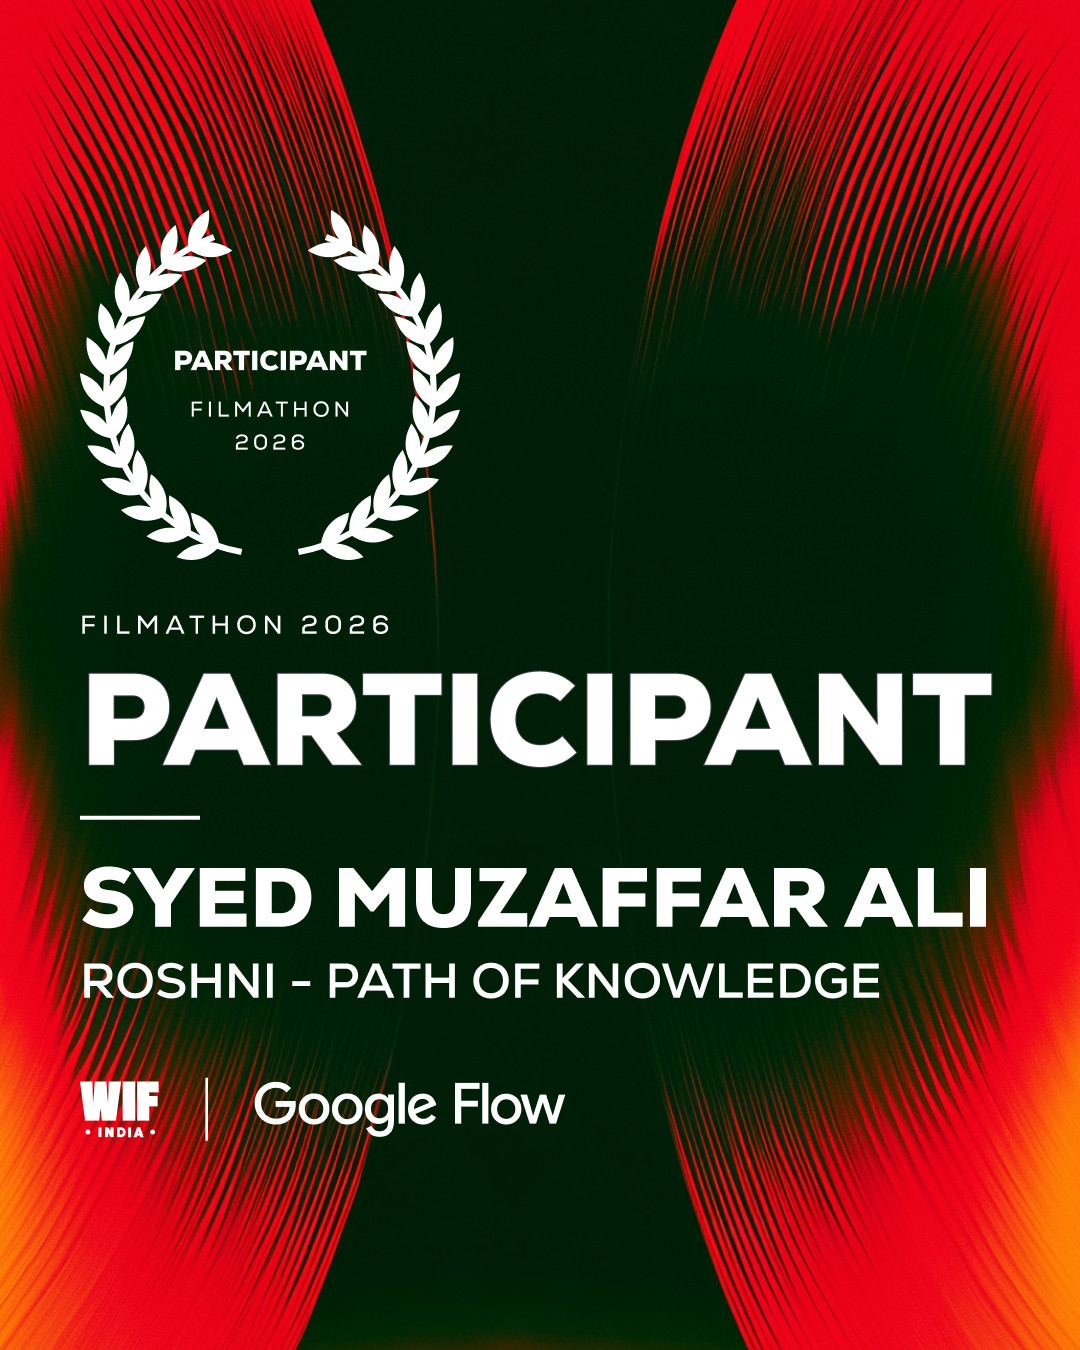 PARTICIPANT
FILMATHON
2026
FILMATHON 2026
PARTICIPANT
SYED MUZAFFAR ALI
ROSHNI - PATH OF KNOWLEDGE
WIF
• INDIA •
Google Flow